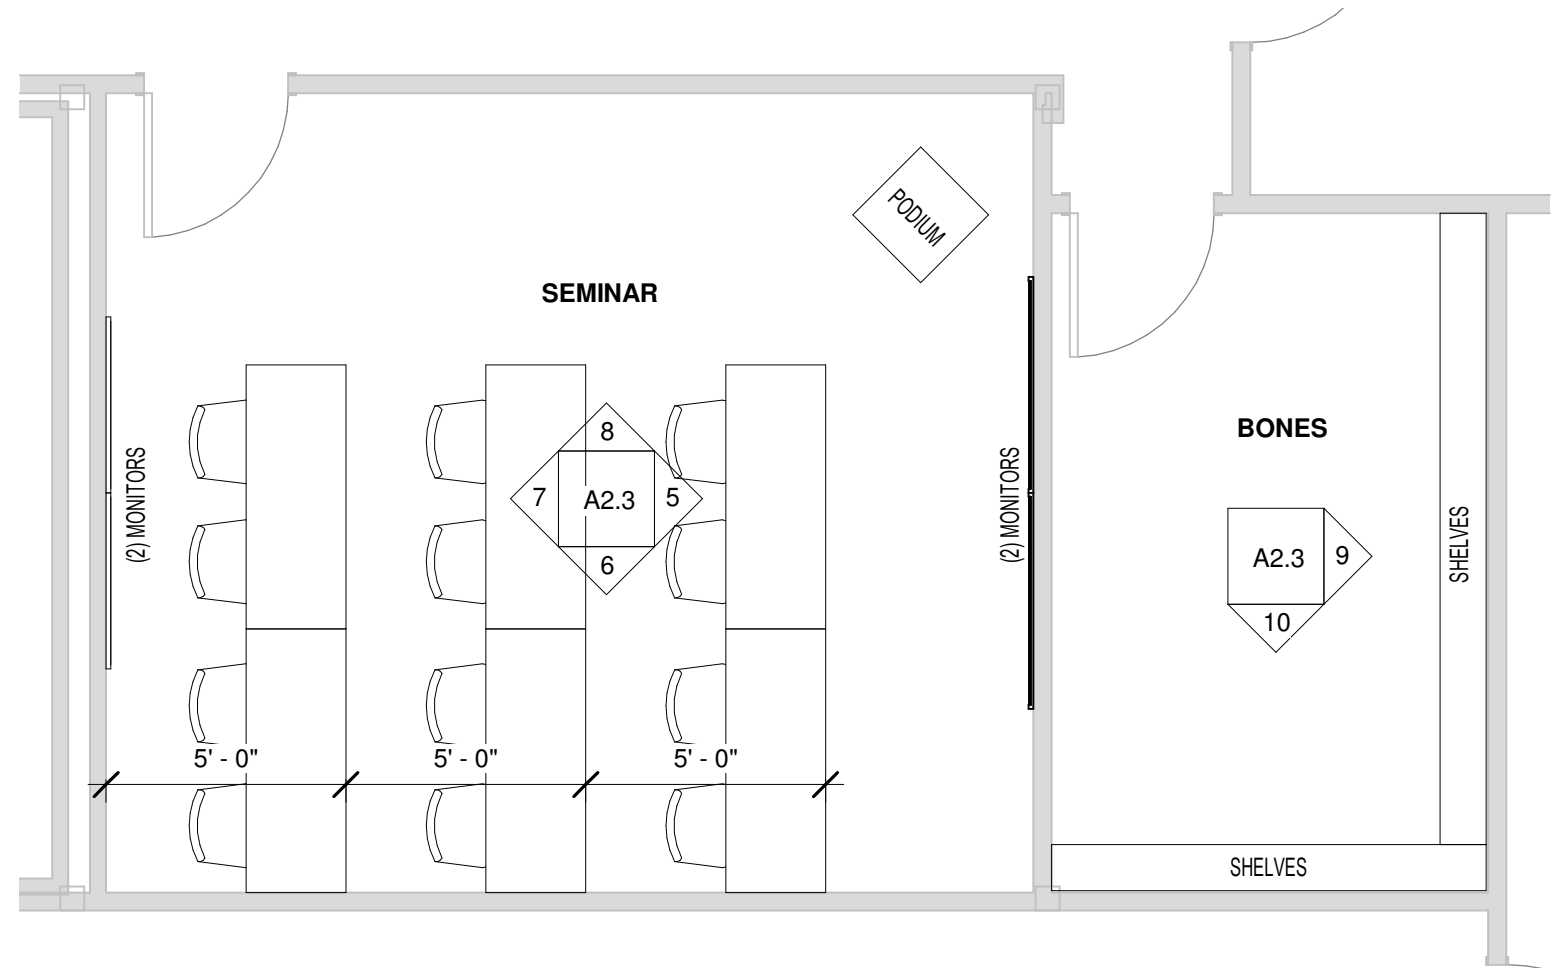 PODIUM
SEMINAR
BONES
8
7
A2.3
5
6
(2) MONITORS
(2) MONITORS
A2.3
9
10
SHELVES
5' - 0"
5' - 0"
5' - 0"
SHELVES